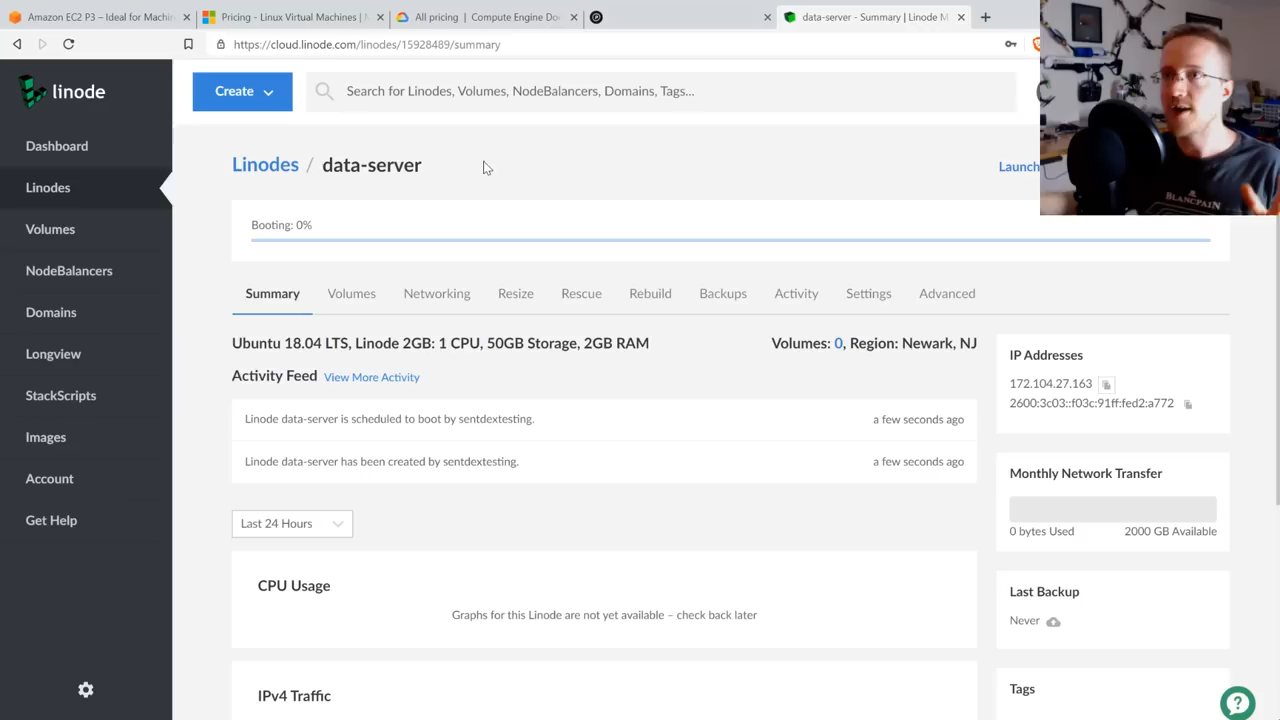 Amazon EC2 P3 – Ideal for Machin
Pricing - Linux Virtual Machines |
All pricing | Compute Engine Do
data-server - Summary | Linode M
https://cloud.linode.com/linodes/15928489/summary
linode
Create
Search for Linodes, Volumes, NodeBalancers, Domains, Tags...
Dashboard
Linodes
Volumes
NodeBalancers
Domains
Longview
StackScripts
Images
Account
Get Help
Linodes / data-server
Launch
BLANCPAIN
Booting: 0%
Summary
Volumes
Networking
Resize
Rescue
Rebuild
Backups
Activity
Settings
Advanced
Ubuntu 18.04 LTS, Linode 2GB: 1 CPU, 50GB Storage, 2GB RAM
Volumes: 0, Region: Newark, NJ
Activity Feed View More Activity
Linode data-server is scheduled to boot by sentdextesting.
a few seconds ago
Linode data-server has been created by sentdextesting.
a few seconds ago
Last 24 Hours
CPU Usage
Graphs for this Linode are not yet available – check back later
IPv4 Traffic
IP Addresses
172.104.27.163
2600:3c03::f03c:91ff:fed2:a772
Monthly Network Transfer
0 bytes Used
2000 GB Available
Last Backup
Never
Tags
?